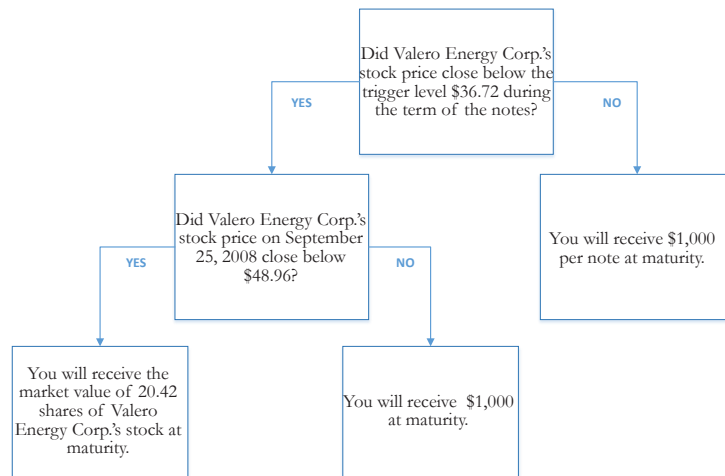 Did Valero Energy Corp.'s
stock price close below the
trigger level $36.72 during
the term of the notes?
YES
NO
Did Valero Energy Corp.'s
stock price on September
25, 2008 close below
$48.96?
You will receive $1,000
per note at maturity.
YES
NO
You will receive the
market value of 20.42
shares of Valero
Energy Corp.'s stock at
maturity.
You will receive $1,000
at maturity.